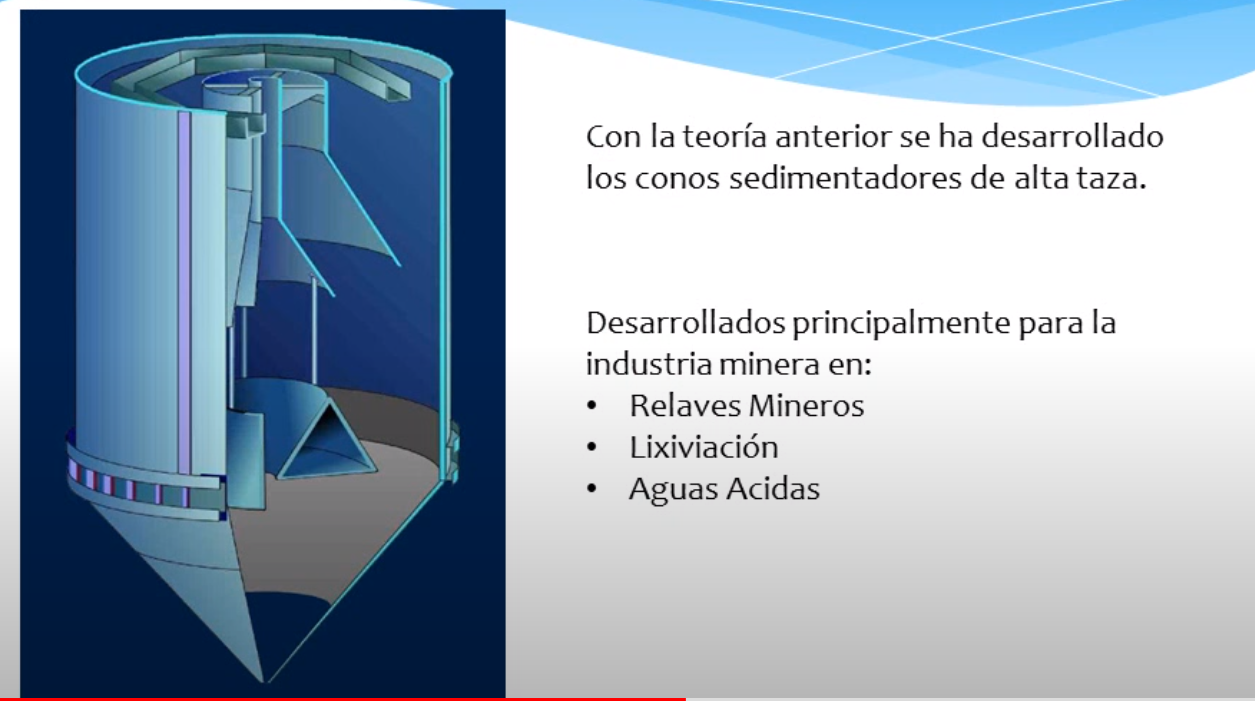 Con la teoría anterior se ha desarrollado
los conos sedimentadores de alta taza.
Desarrollados principalmente para la
industria minera en:
• Relaves Mineros
• Lixiviación
• Aguas Acidas